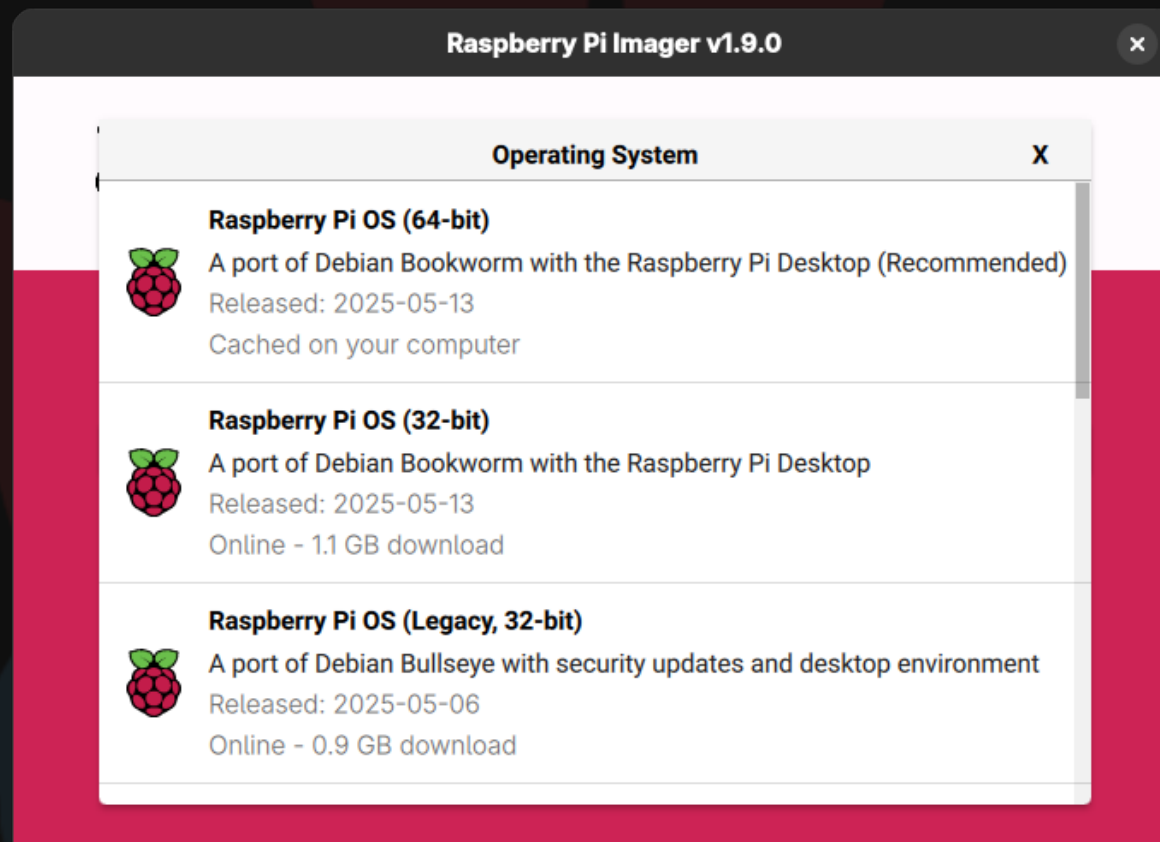 Raspberry Pi Imager v1.9.0
Operating System
X
Raspberry Pi OS (64-bit)
A port of Debian Bookworm with the Raspberry Pi Desktop (Recommended)
Released: 2025-05-13
Cached on your computer
Raspberry Pi OS (32-bit)
A port of Debian Bookworm with the Raspberry Pi Desktop
Released: 2025-05-13
Online - 1.1 GB download
Raspberry Pi OS (Legacy, 32-bit)
A port of Debian Bullseye with security updates and desktop environment
Released: 2025-05-06
Online - 0.9 GB download